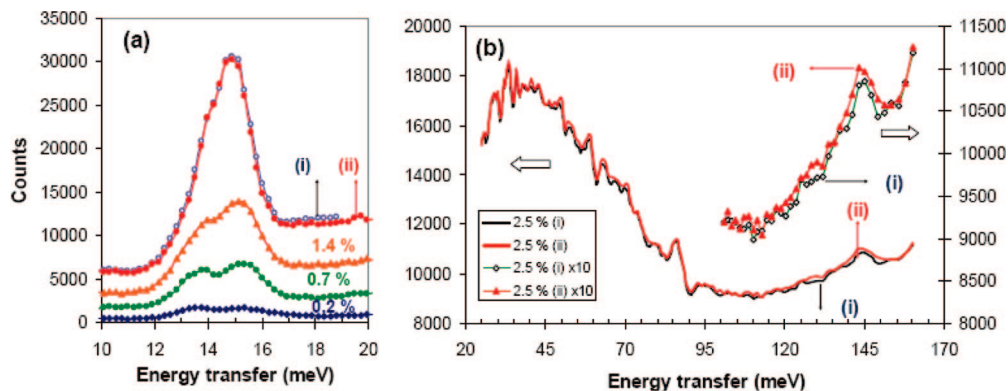 (a)
Counts
35000
30000
25000
20000
15000
10000
5000
0
(i) (ii)
1.4 %
0.7 %
0.2 %
10 12 14 16 18 20
Energy transfer (meV)
(b)
20000
18000
16000
14000
12000
10000
8000
(ii)
(i)
2.5 % (i)
2.5 % (ii)
2.5 % (i) x10
2.5 % (ii) x10
(ii)
(i)
11500
11000
10500
10000
9500
9000
8500
8000
25 45 70 95 120 145 170
Energy transfer (meV)